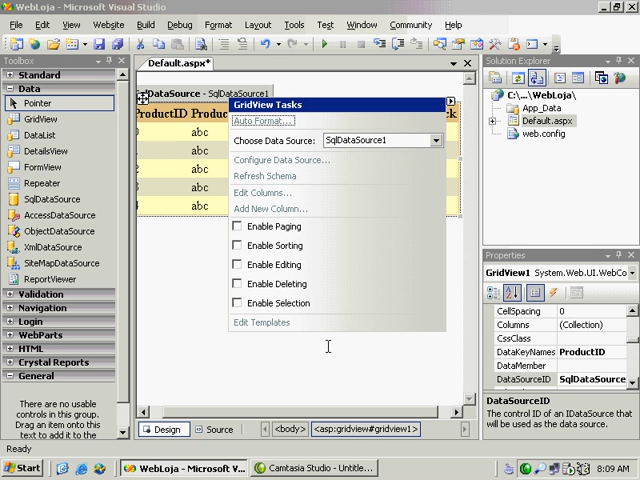 WebLoja - Microsoft Visual Studio
File Edit View Website Build Debug Format Layout Tools Test Window Community Help
Toolbox
Standard
Data
Pointer
GridView
DataList
DetailsView
FormView
Repeater
SqlDataSource
AccessDataSource
ObjectDataSource
XmlDataSource
SiteMapDataSource
ReportViewer
Validation
Navigation
Login
WebParts
HTML
Crystal Reports
General
There are no usable
controls in this group.
Drag an item onto this
text to add it to the
Default.aspx*
DataSource - SqlDataSource1
ProductID Produc ck
abc
abc
abc
abc
GridView Tasks
Auto Format...
Choose Data Source: SqlDataSource1
Configure Data Source...
Refresh Schema
Edit Columns...
Add New Column...
Enable Paging
Enable Sorting
Enable Editing
Enable Deleting
Enable Selection
Edit Templates
Design Source <body> <asp:gridview#gridview1>
Solution Explorer
C:\...\WebLoja\
App_Data
Default.aspx
web.config
Properties
GridView1 System.Web.UI.WebCo
CellSpacing 0
Columns (Collection)
CssClass
DataKeyNames ProductID
DataMember
DataSourceID SqlDataSource
DataSourceID
The control ID of an IDataSource that
will be used as the data source.
Ready
Start WebLoja - Microsoft V... Camtasia Studio - Untitle... 8:09 AM